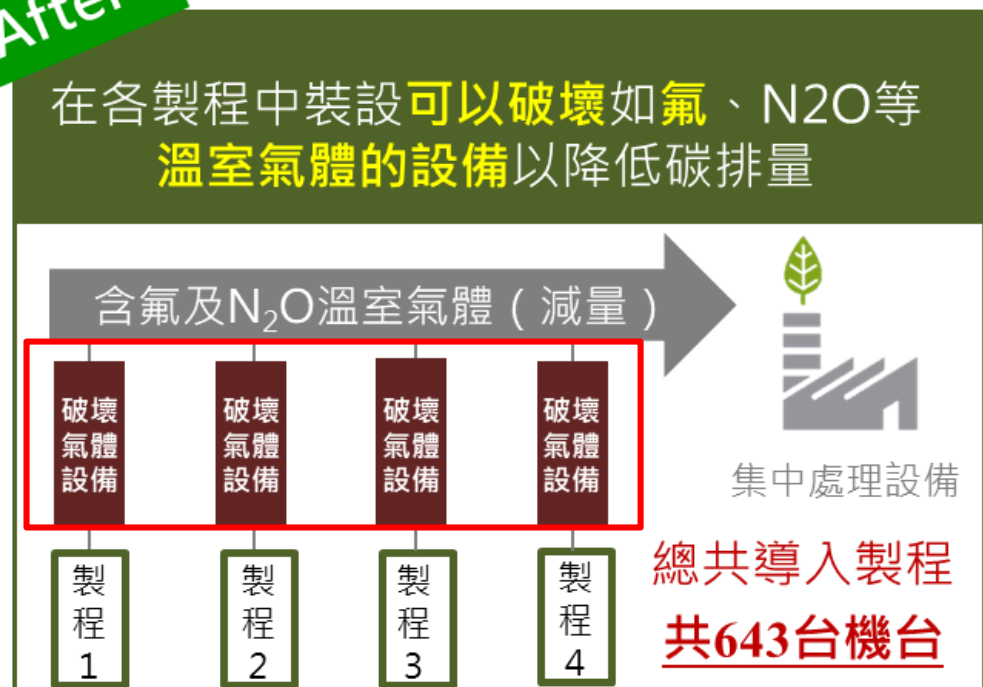 After
在各製程中裝設可以破壞如氟、N2O等
溫室氣體的設備以降低碳排量
含氟及N₂O溫室氣體（減量）
破壞
氣體
設備
破壞
氣體
設備
破壞
氣體
設備
破壞
氣體
設備
集中處理設備
製
程
1
製
程
2
製
程
3
製
程
4
總共導入製程
共643台機台